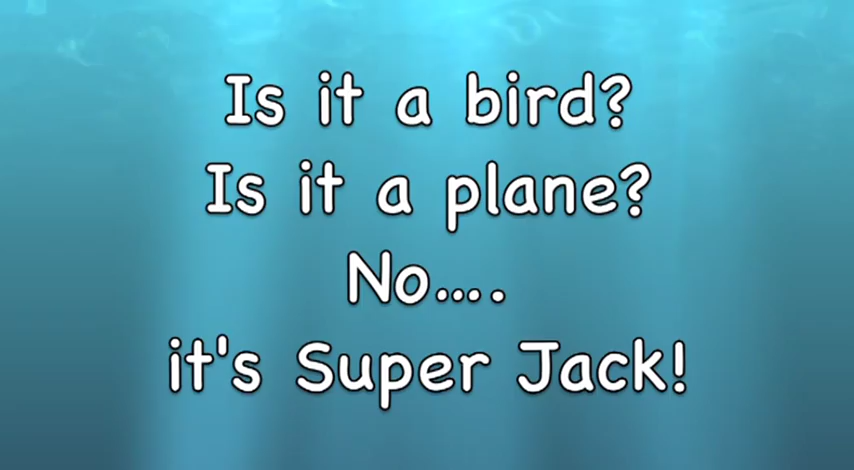 Is it a bird?
Is it a plane?
No....
it's Super Jack!